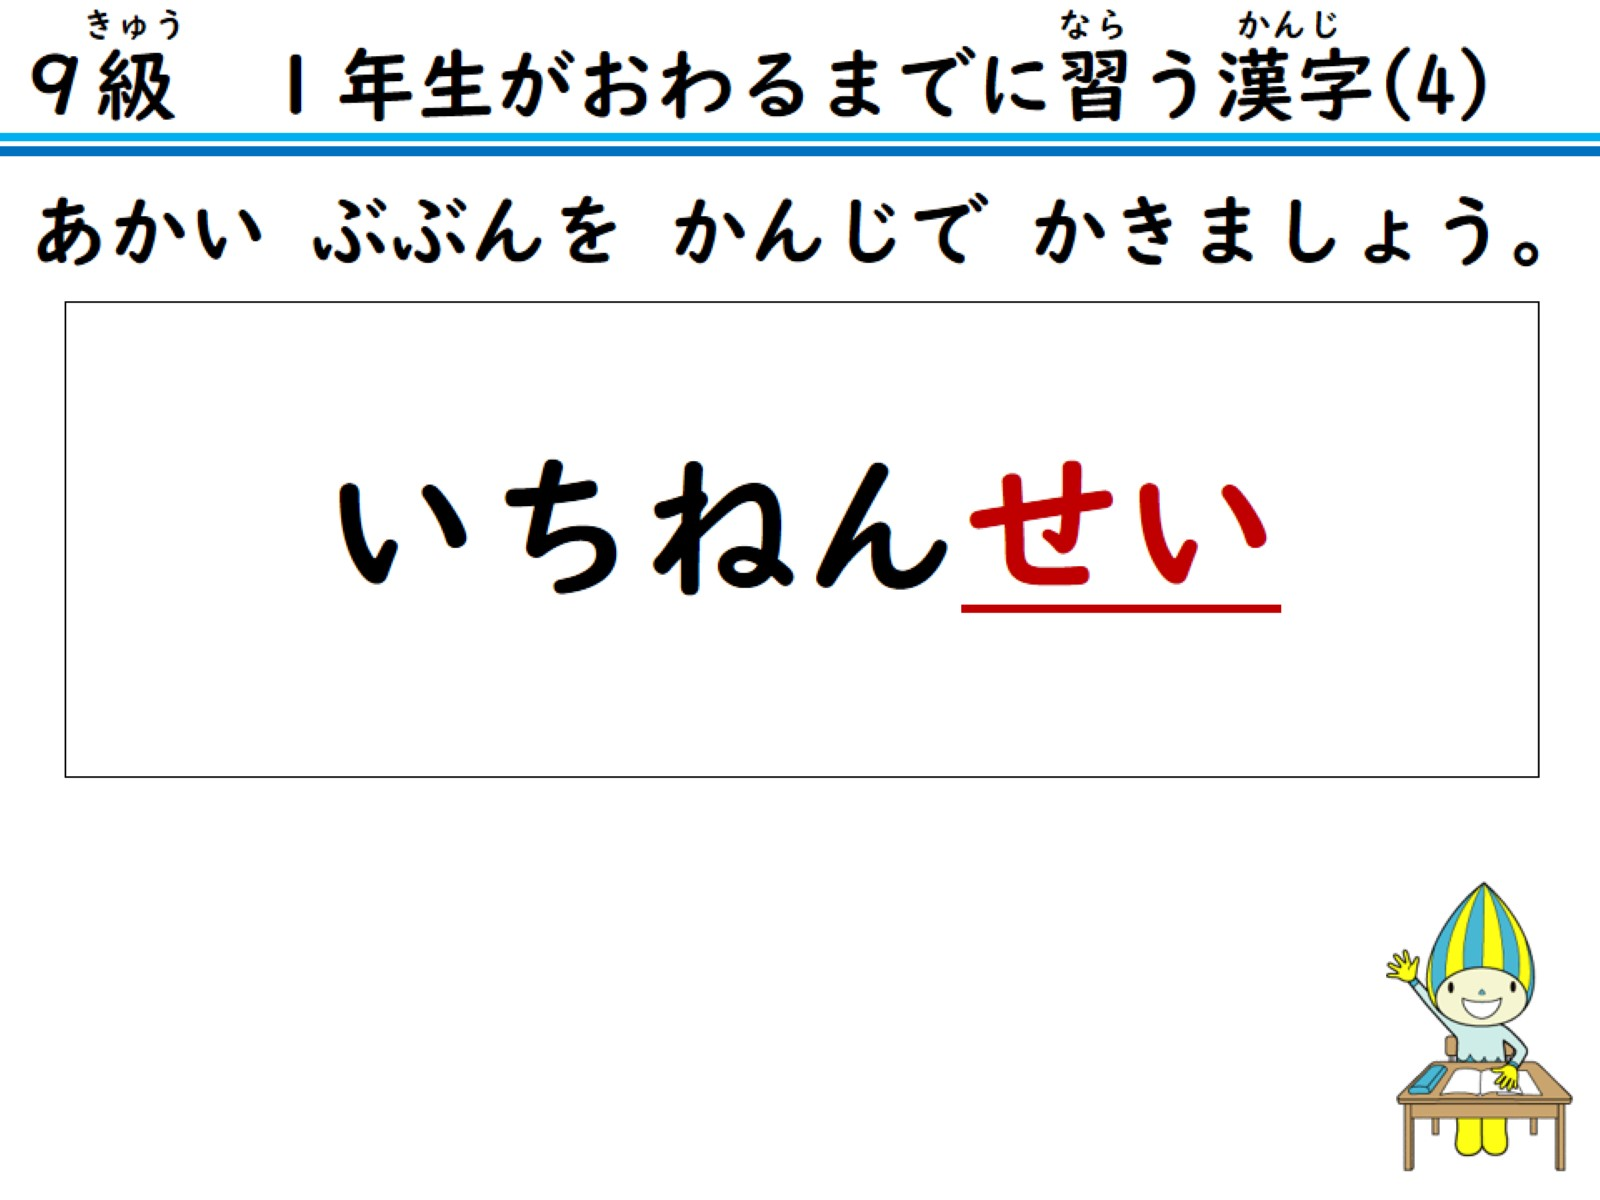 きゅう なら かんじ
9級 1年生がおわるまでに習う漢字(4)
あかい ぶぶんを かんじで かきましょう。
いちねんせい